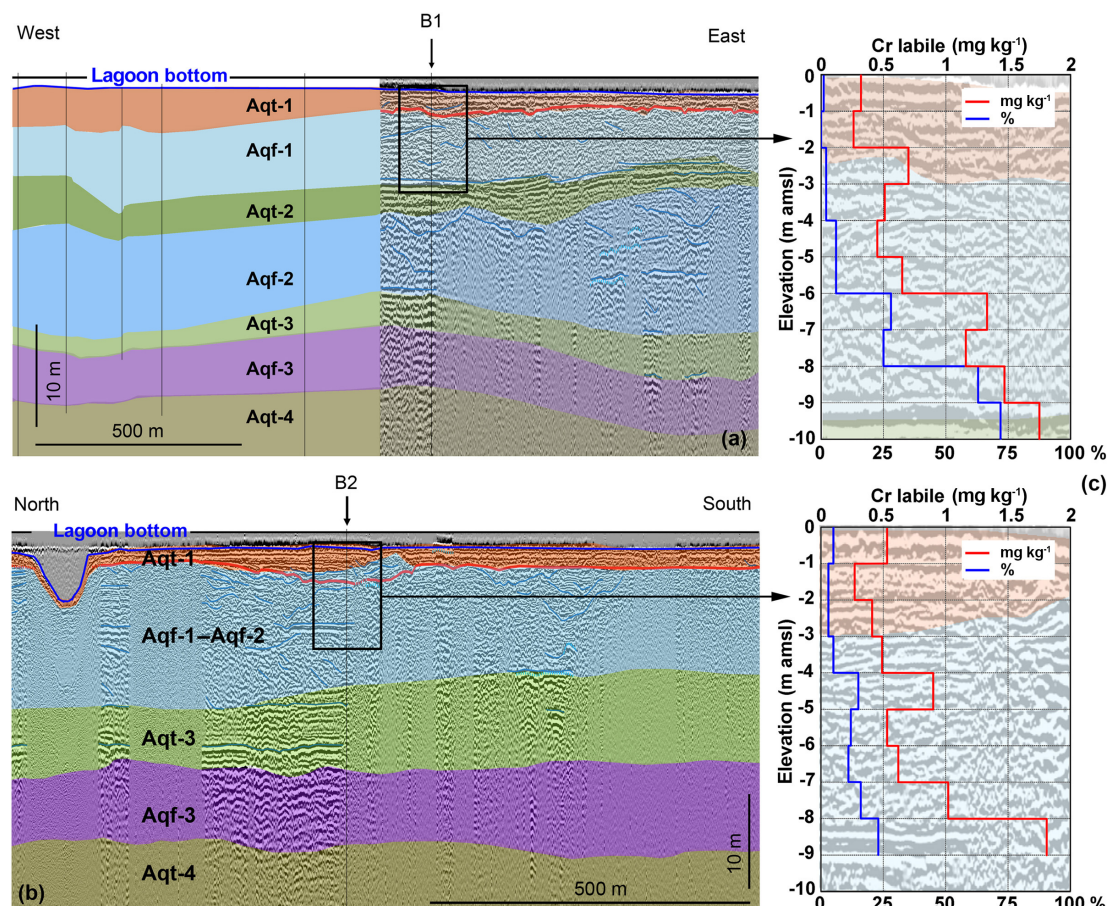 B1
West
East
Lagoon bottom
Aqt-1
Aqf-1
Aqt-2
Aqf-2
Aqt-3
Aqf-3
Aqt-4
10 m
500 m
(a)
Cr labile (mg kg⁻¹)
0 0.5 1 1.5 2
mg kg⁻¹
%
Elevation (m amsl)
0
-1
-2
-3
-4
-5
-6
-7
-8
-9
-10
0 25 50 75 100 %
(c)
B2
North
South
Lagoon bottom
Aqt-1
Aqf-1–Aqf-2
Aqt-3
Aqf-3
Aqt-4
10 m
500 m
(b)
Cr labile (mg kg⁻¹)
0 0.5 1 1.5 2
mg kg⁻¹
%
Elevation (m amsl)
0
-1
-2
-3
-4
-5
-6
-7
-8
-9
-10
0 25 50 75 100 %